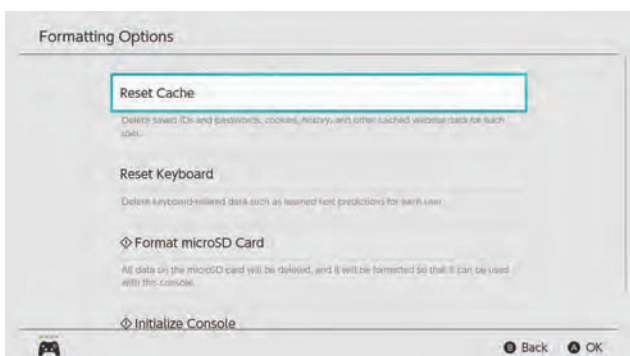 Formatting Options
Reset Cache
Delete saved IDs and passwords, cookies, history, and other cached website data for each
user.
Reset Keyboard
Delete keyboard-related data such as learned text predictions for each user.
Format microSD Card
All data on the microSD card will be deleted, and it will be formatted so that it can be used
with this console.
Initialize Console
B Back A OK